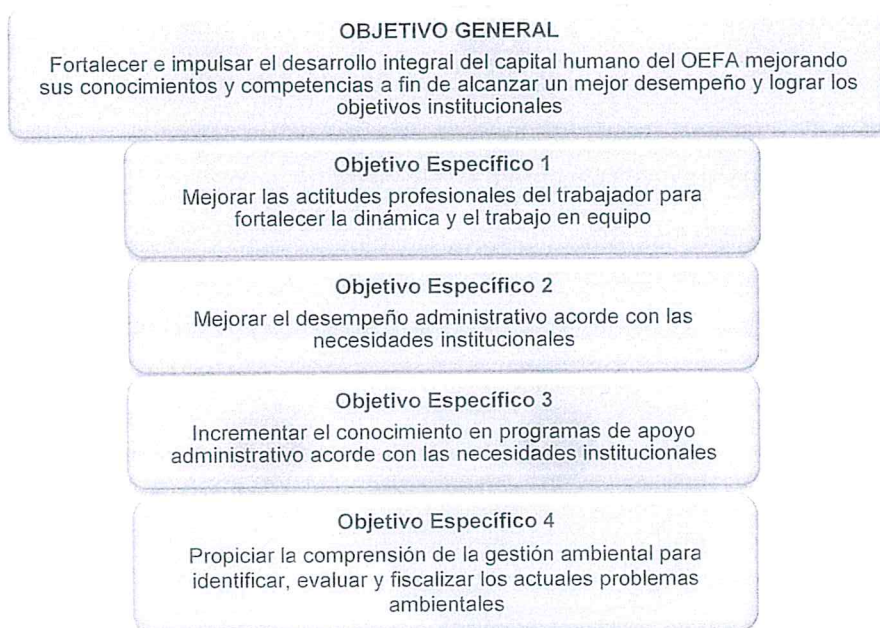 OBJETIVO GENERAL
Fortalecer e impulsar el desarrollo integral del capital humano del OEFA mejorando
sus conocimientos y competencias a fin de alcanzar un mejor desempeño y lograr los
objetivos institucionales
Objetivo Específico 1
Mejorar las actitudes profesionales del trabajador para
fortalecer la dinámica y el trabajo en equipo
Objetivo Específico 2
Mejorar el desempeño administrativo acorde con las
necesidades institucionales
Objetivo Específico 3
Incrementar el conocimiento en programas de apoyo
administrativo acorde con las necesidades institucionales
Objetivo Específico 4
Propiciar la comprensión de la gestión ambiental para
identificar, evaluar y fiscalizar los actuales problemas
ambientales